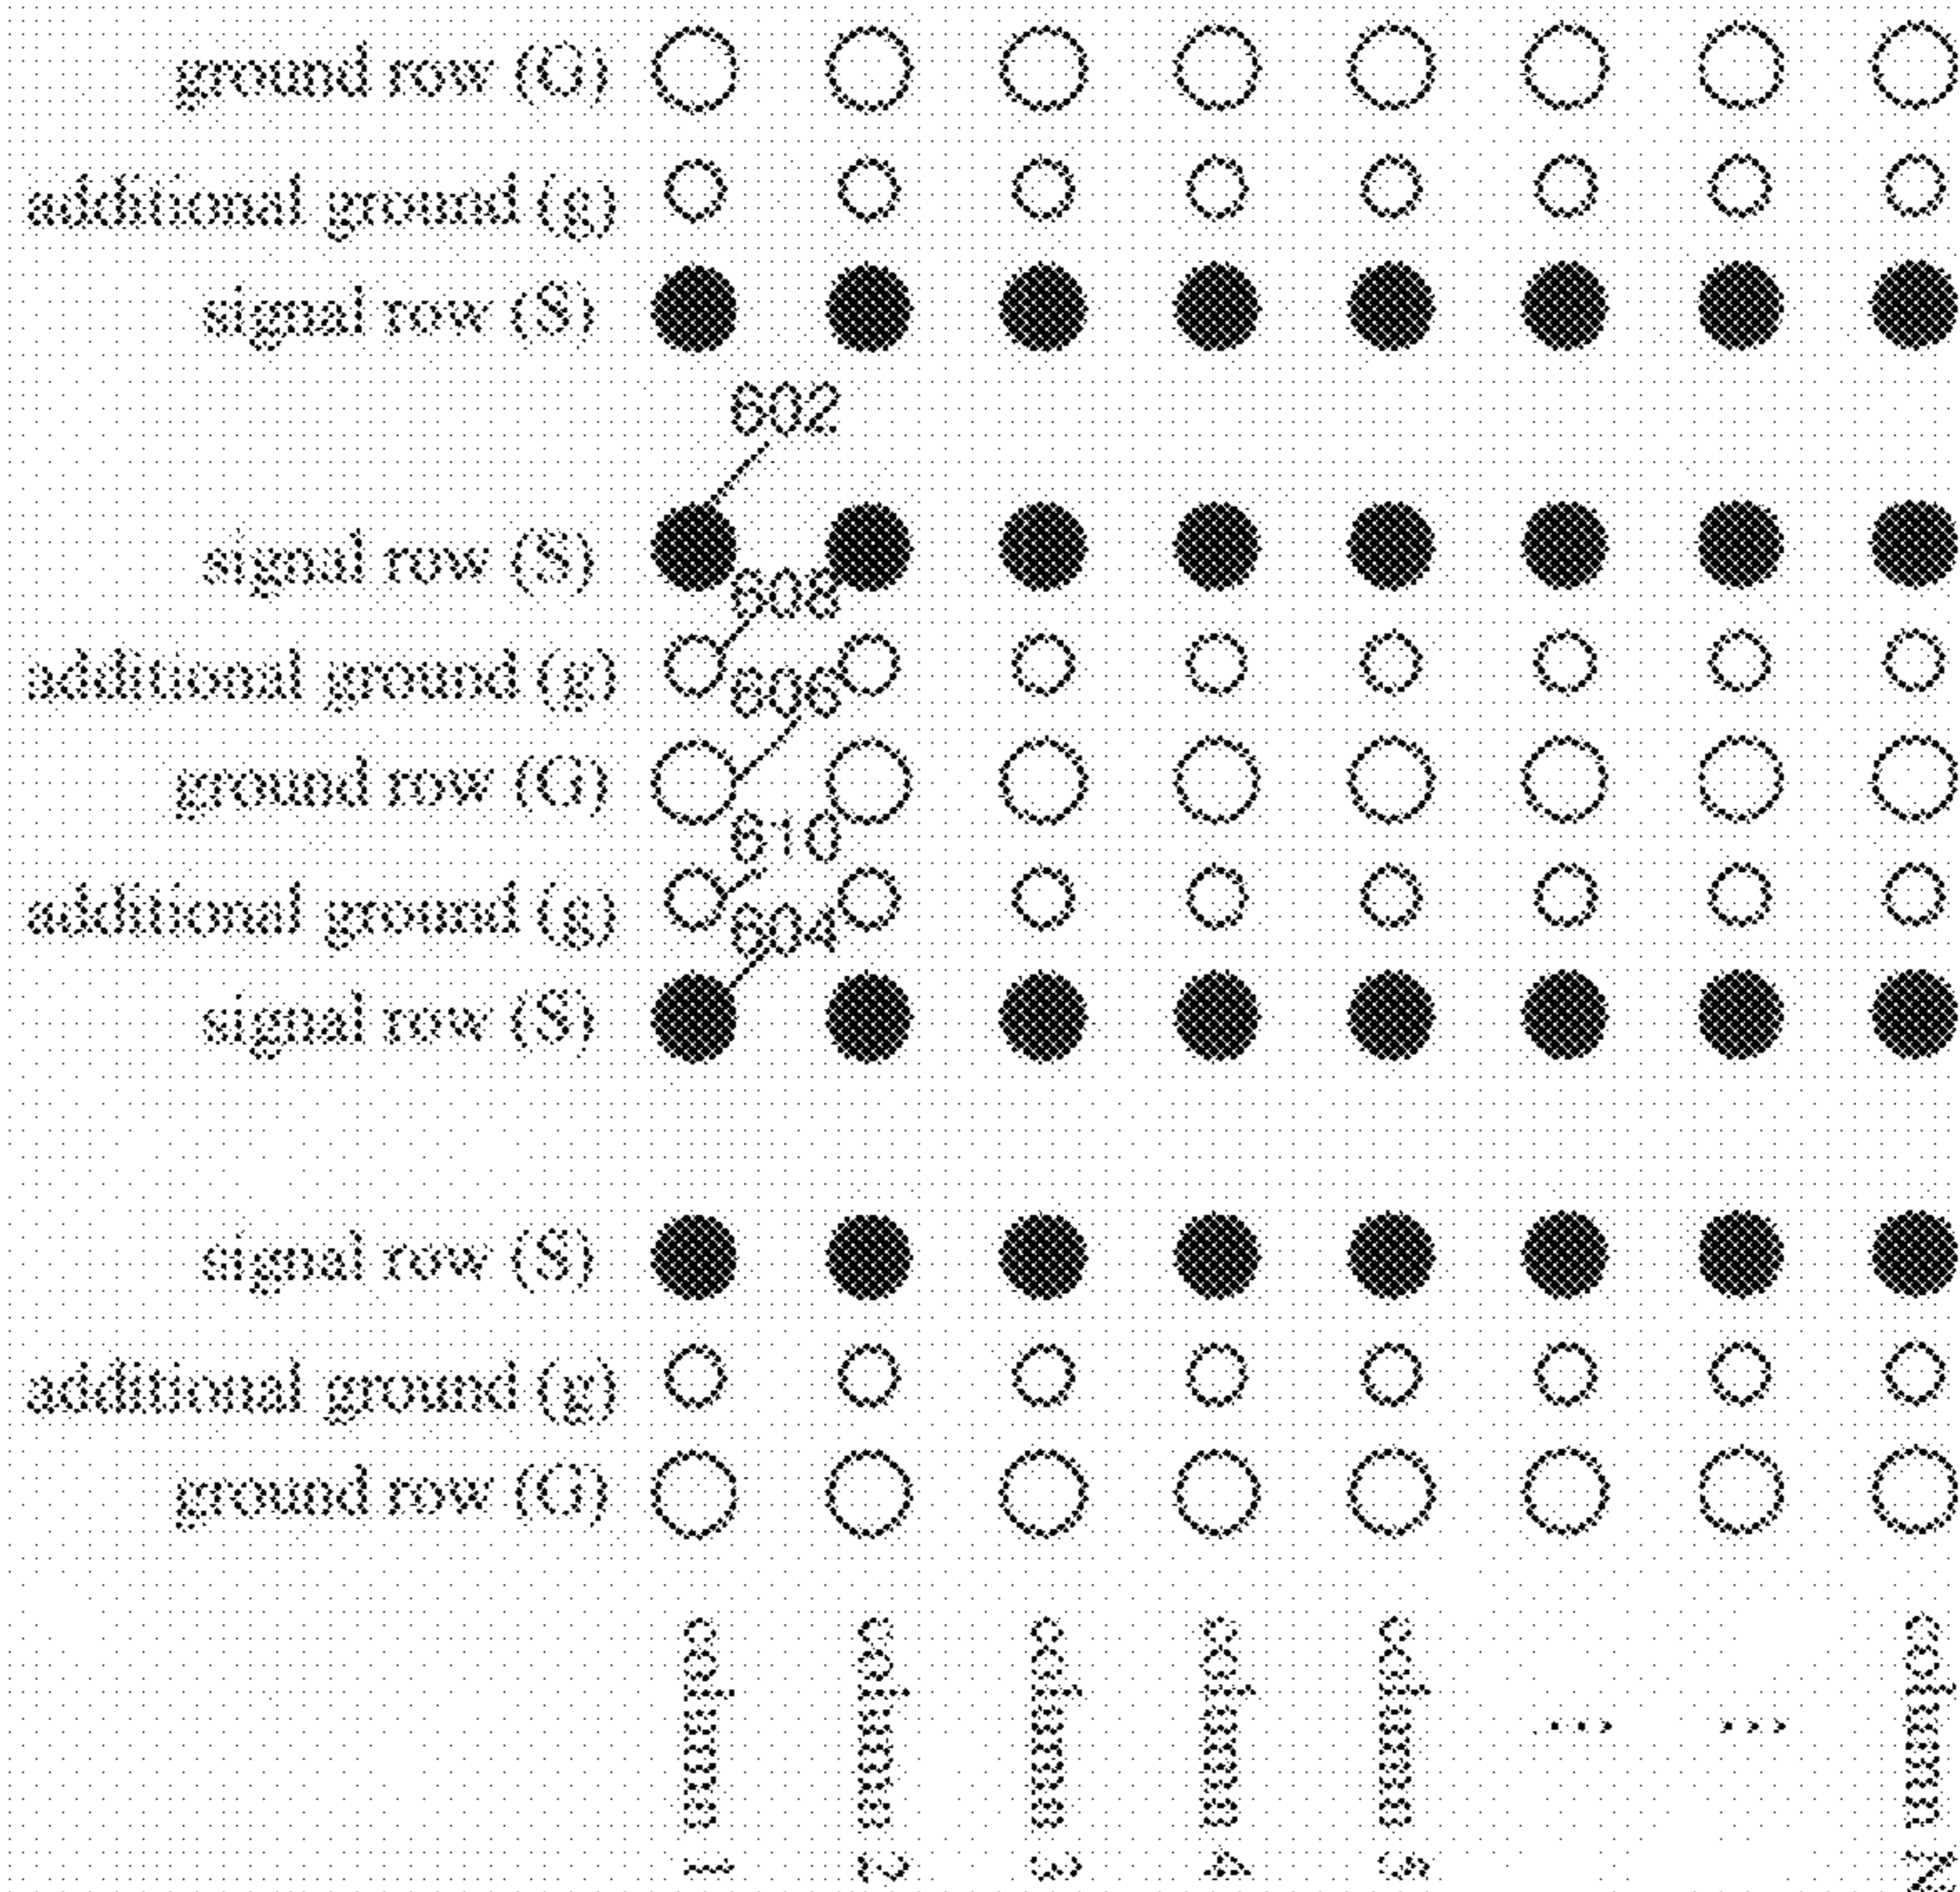 ground row (G)
additional ground (g)
signal row (S)
602
signal row (S)
608
additional ground (g)
606
ground row (G)
610
additional ground (g)
604
signal row (S)
signal row (S)
additional ground (g)
ground row (G)
column 1
column 2
column 3
column 4
column 5
...
...
column N